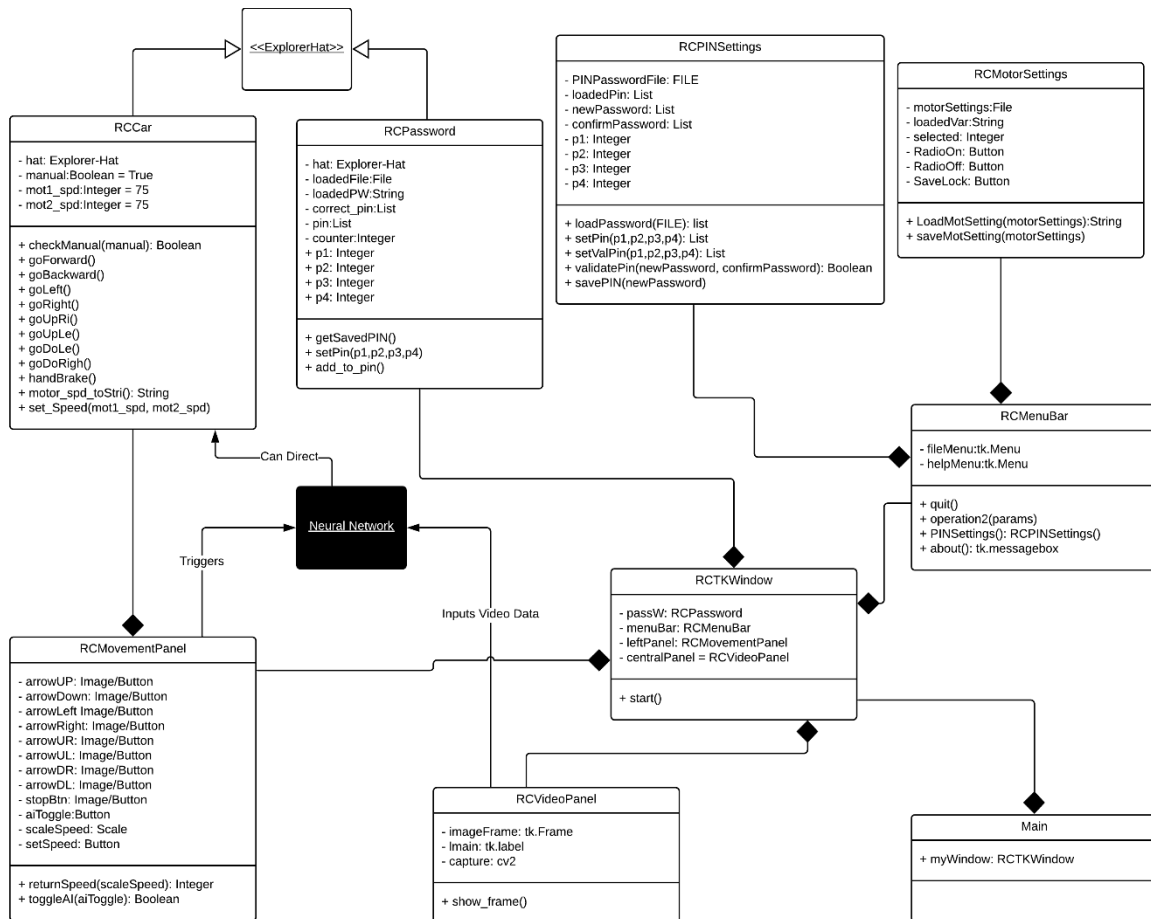 <<ExplorerHat>>
RCCar
- hat: Explorer-Hat
- manual:Boolean = True
- mot1_spd:Integer = 75
- mot2_spd:Integer = 75
+ checkManual(manual): Boolean
+ goForward()
+ goBackward()
+ goLeft()
+ goRight()
+ goUpRi()
+ goUpLe()
+ goDoLe()
+ goDoRigh()
+ handBrake()
+ motor_spd_toStri(): String
+ set_Speed(mot1_spd, mot2_spd)
RCPassword
- hat: Explorer-Hat
- loadedFile:File
- loadedPW:String
- correct_pin:List
- pin:List
- counter:Integer
+ p1: Integer
+ p2: Integer
+ p3: Integer
+ p4: Integer
+ getSavedPIN()
+ setPin(p1,p2,p3,p4)
+ add_to_pin()
RCPINSettings
- PINPasswordFile: FILE
- loadedPin: List
- newPassword: List
- confirmPassword: List
- p1: Integer
- p2: Integer
- p3: Integer
- p4: Integer
+ loadPassword(FILE): list
+ setPin(p1,p2,p3,p4): List
+ setValPin(p1,p2,p3,p4): List
+ validatePin(newPassword, confirmPassword): Boolean
+ savePIN(newPassword)
RCMotorSettings
- motorSettings:File
- loadedVar:String
- selected: Integer
- RadioOn: Button
- RadioOff: Button
- SaveLock: Button
+ LoadMotSetting(motorSettings):String
+ saveMotSetting(motorSettings)
RCMenuBar
- fileMenu:tk.Menu
- helpMenu:tk.Menu
+ quit()
+ operation2(params)
+ PINSettings(): RCPINSettings()
+ about(): tk.messagebox
Can Direct
Neural Network
Triggers
Inputs Video Data
RCTKWindow
- passW: RCPassword
- menuBar: RCMenuBar
- leftPanel: RCMovementPanel
- centralPanel = RCVideoPanel
+ start()
RCMovementPanel
- arrowUP: Image/Button
- arrowDown: Image/Button
- arrowLeft Image/Button
- arrowRight: Image/Button
- arrowUR: Image/Button
- arrowUL: Image/Button
- arrowDR: Image/Button
- arrowDL: Image/Button
- stopBtn: Image/Button
- aiToggle:Button
- scaleSpeed: Scale
- setSpeed: Button
+ returnSpeed(scaleSpeed): Integer
+ toggleAI(aiToggle): Boolean
RCVideoPanel
- imageFrame: tk.Frame
- lmain: tk.label
- capture: cv2
+ show_frame()
Main
+ myWindow: RCTKWindow